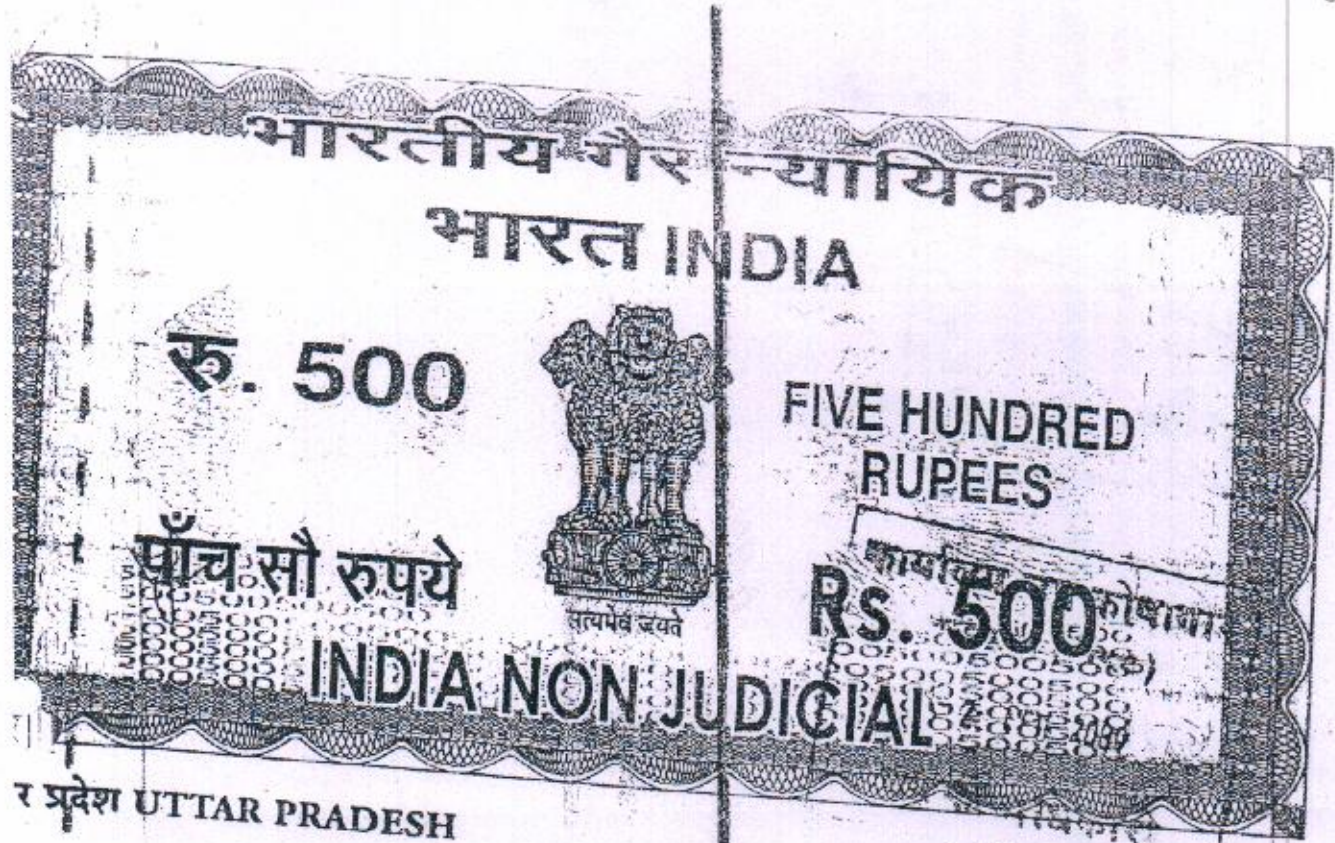 भारतीय गैर न्यायिक
भारत INDIA
रु. 500
FIVE HUNDRED
RUPEES
पाँच सौ रुपये
सत्यमेव जयते
Rs. 500
INDIA NON JUDICIAL
र प्रदेश UTTAR PRADESH